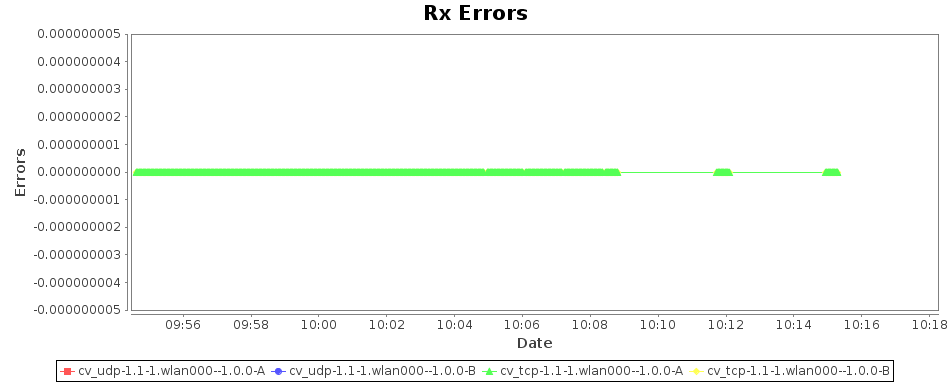 Rx Errors
0.000000005
0.000000004
0.000000003
0.000000002
0.000000001
0.000000000
-0.000000001
-0.000000002
-0.000000003
-0.000000004
-0.000000005
Errors
09:56 09:58 10:00 10:02 10:04 10:06 10:08 10:10 10:12 10:14 10:16 10:18
Date
cv_udp-1.1-1.wlan000--1.0.0-A cv_udp-1.1-1.wlan000--1.0.0-B cv_tcp-1.1-1.wlan000--1.0.0-A cv_tcp-1.1-1.wlan000--1.0.0-B